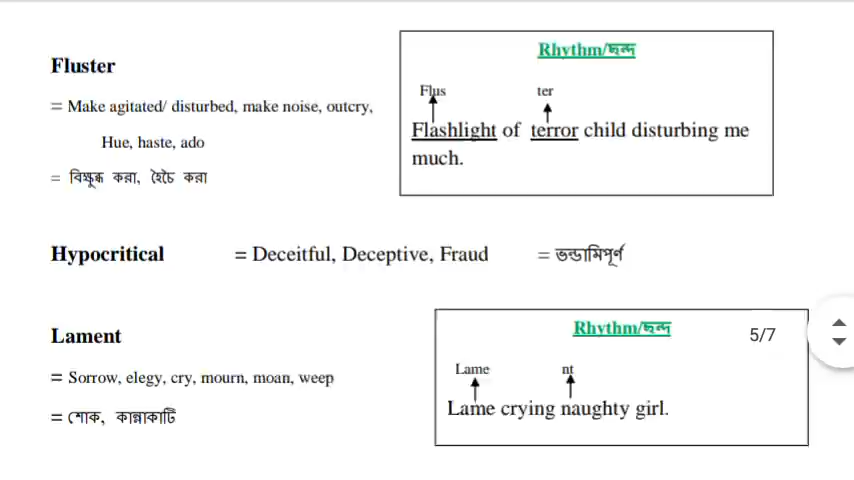 Fluster
= Make agitated/ disturbed, make noise, outcry,
Hue, haste, ado
= বিক্ষুব্ধ করা, হৈচৈ করা
Rhythm/ছন্দ
Flus ter
Flashlight of terror child disturbing me
much.
Hypocritical = Deceitful, Deceptive, Fraud = ভন্ডামিপূর্ণ
Lament
= Sorrow, elegy, cry, mourn, moan, weep
= শোক, কান্নাকাটি
Rhythm/ছন্দ
5/7
Lame nt
Lame crying naughty girl.